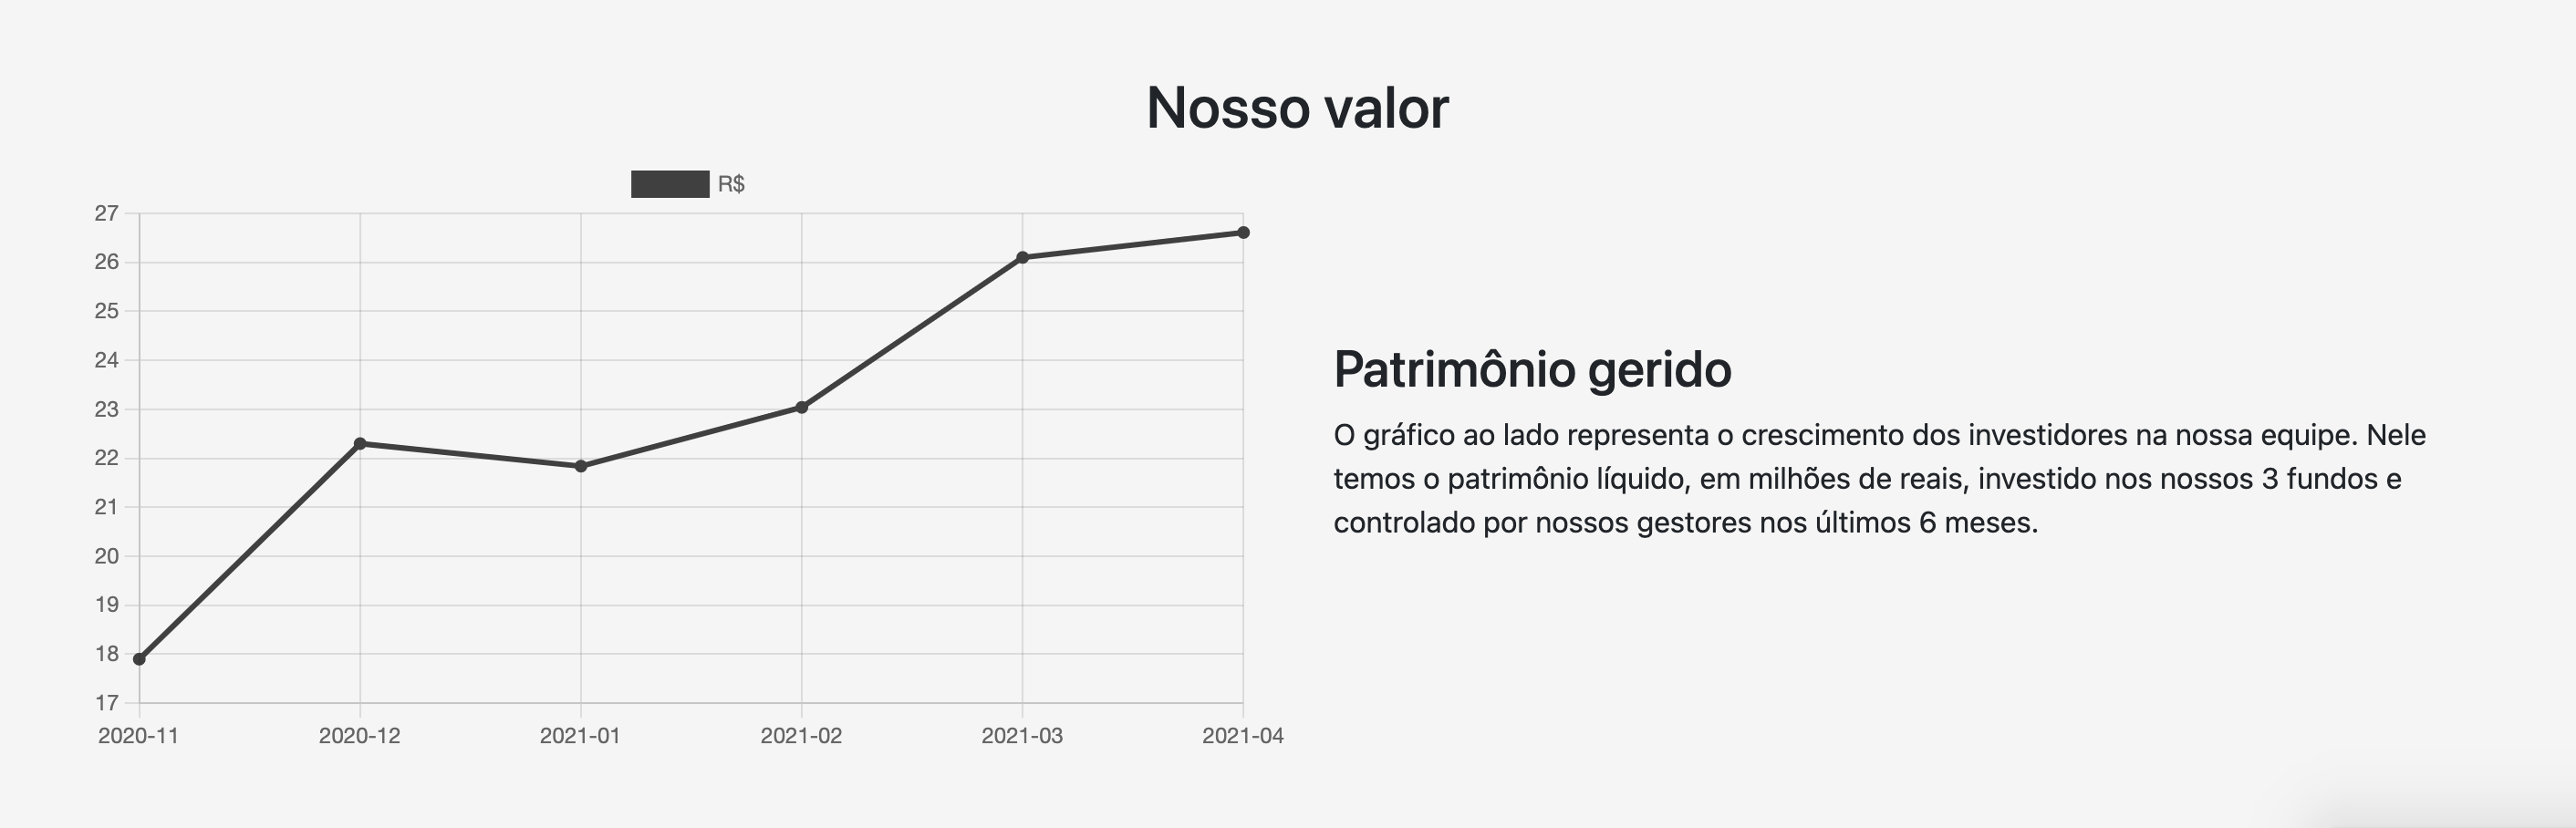 Nosso valor
R$
27
26
25
24
23
22
21
20
19
18
17
2020-11 2020-12 2021-01 2021-02 2021-03 2021-04
Patrimônio gerido
O gráfico ao lado representa o crescimento dos investidores na nossa equipe. Nele
temos o patrimônio líquido, em milhões de reais, investido nos nossos 3 fundos e
controlado por nossos gestores nos últimos 6 meses.